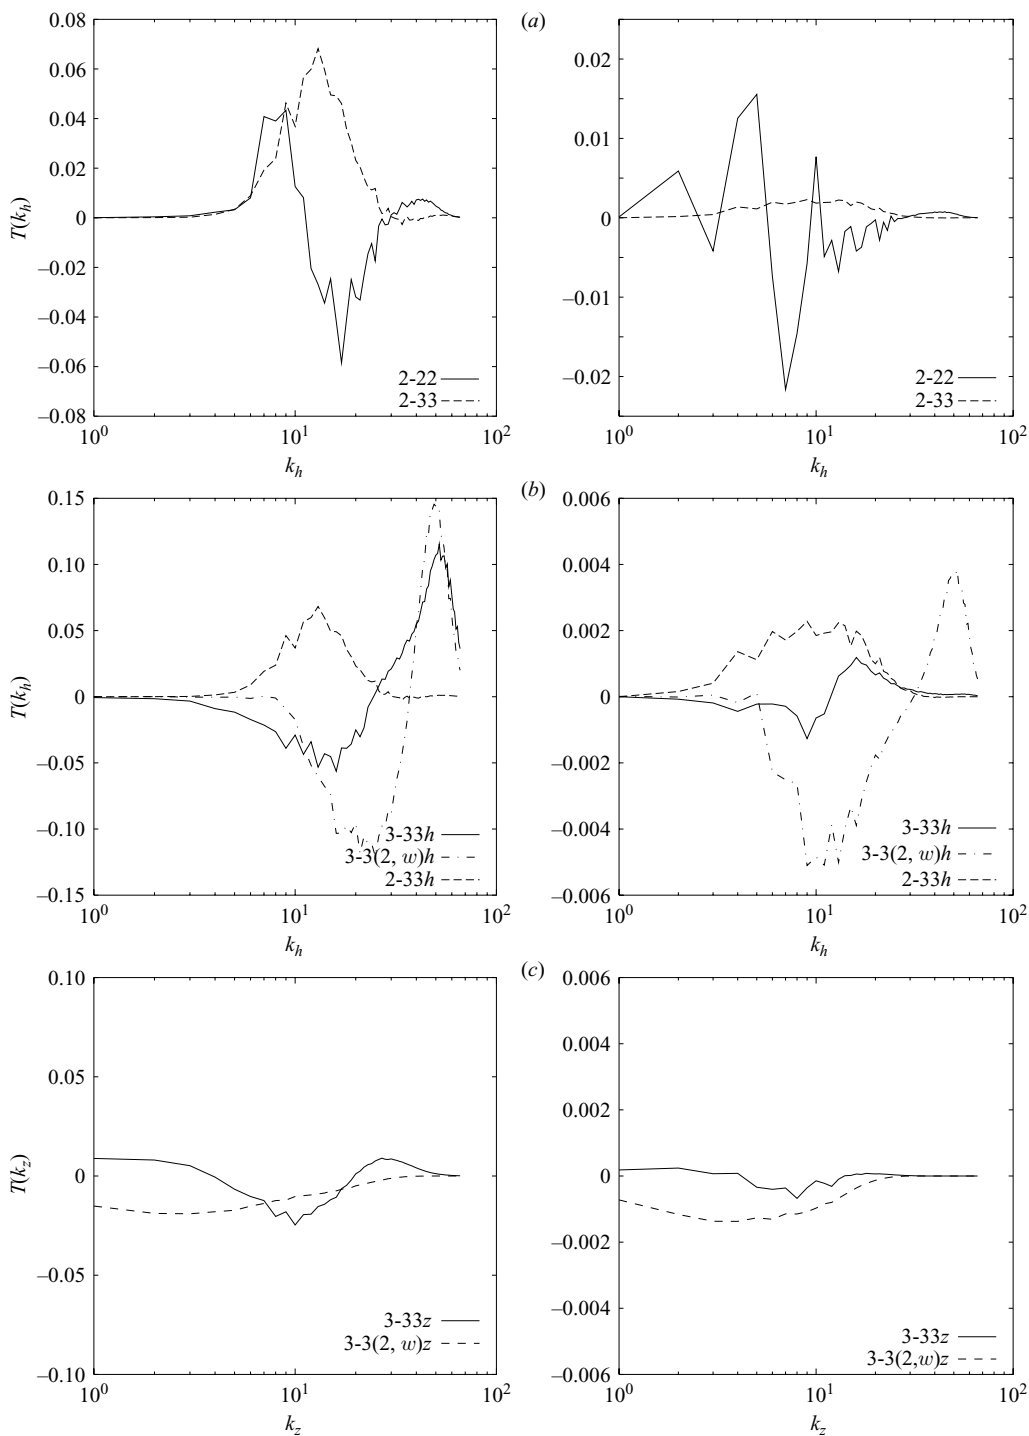 (a)
0.08
0.06
0.04
0.02
0
–0.02
–0.04
–0.06
–0.08
T(k_h)
2-22
2-33
10^0
10^1
10^2
k_h
0.02
0.01
0
–0.01
–0.02
2-22
2-33
10^0
10^1
10^2
k_h
(b)
0.15
0.10
0.05
0
–0.05
–0.10
–0.15
T(k_h)
3-33h
3-3(2, w)h
2-33h
10^0
10^1
10^2
k_h
0.006
0.004
0.002
0
–0.002
–0.004
–0.006
3-33h
3-3(2, w)h
2-33h
10^0
10^1
10^2
k_h
(c)
0.10
0.05
0
–0.05
–0.10
T(k_z)
3-33z
3-3(2, w)z
10^0
10^1
10^2
k_z
0.006
0.004
0.002
0
–0.002
–0.004
–0.006
3-33z
3-3(2,w)z
10^0
10^1
10^2
k_z